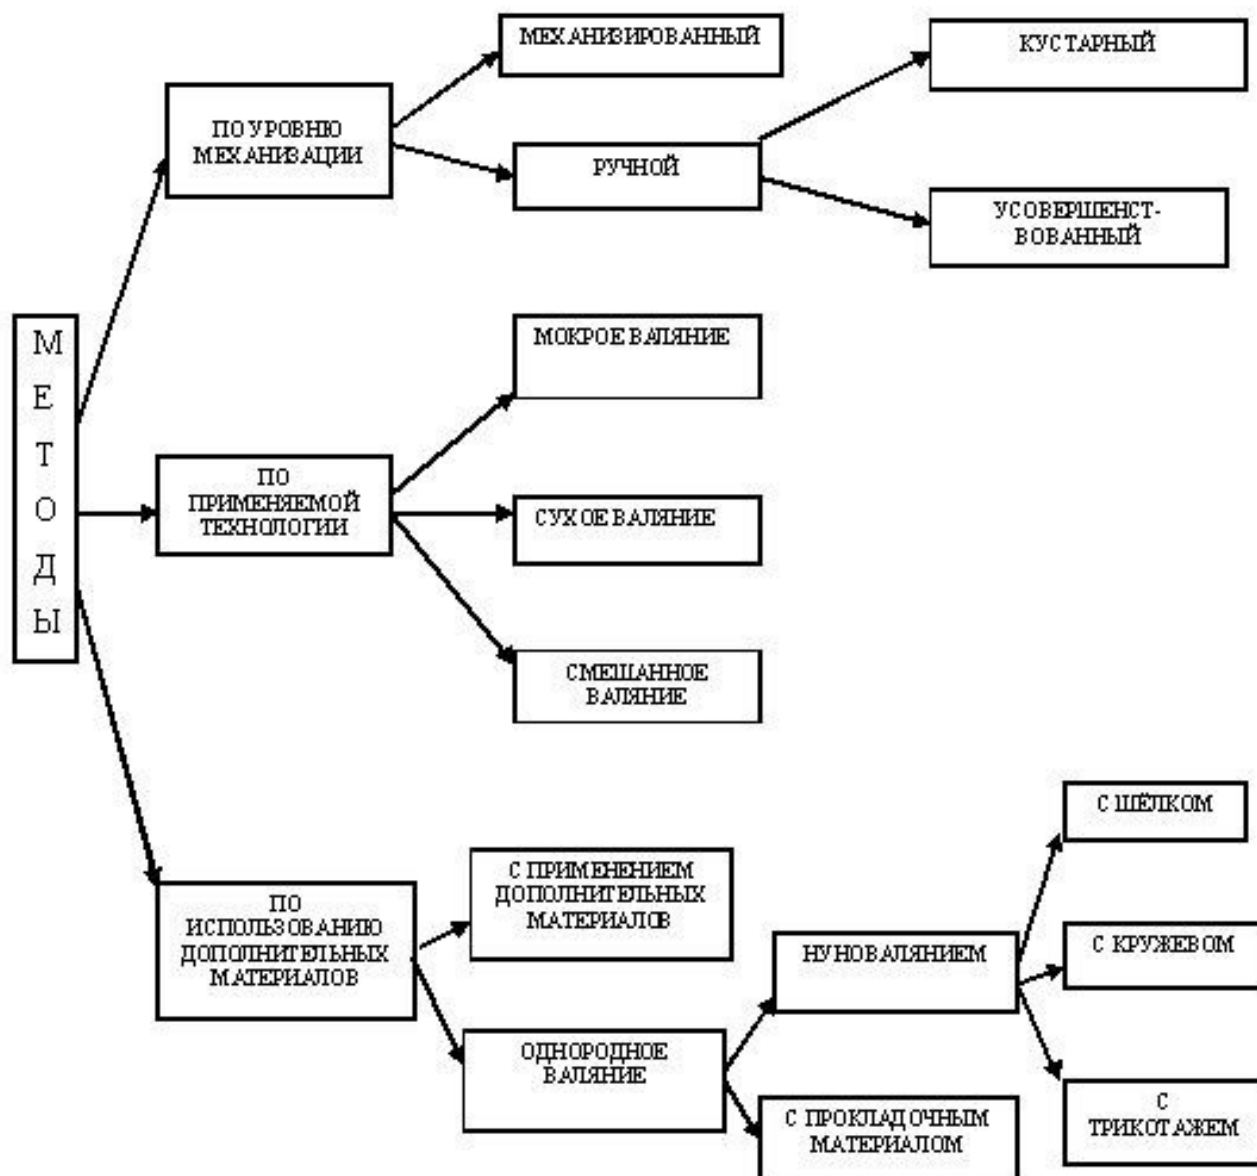 МЕТОДЫ
ПО УРОВНЮ
МЕХАНИЗАЦИИ
МЕХАНИЗИРОВАННЫЙ
РУЧНОЙ
КУСТАРНЫЙ
УСОВЕРШЕНСТ-
ВОВАННЫЙ
ПО
ПРИМЕНЯЕМОЙ
ТЕХНОЛОГИИ
МОКРОЕ ВАЛЯНИЕ
СУХОЕ ВАЛЯНИЕ
СМЕШАННОЕ
ВАЛЯНИЕ
ПО
ИСПОЛЬЗОВАНИЮ
ДОПОЛНИТЕЛЬНЫХ
МАТЕРИАЛОВ
С ПРИМЕНЕНИЕМ
ДОПОЛНИТЕЛЬНЫХ
МАТЕРИАЛОВ
ОДНОРОДНОЕ
ВАЛЯНИЕ
НУНОВАЛЯНИЕМ
С ПРОКЛАДОЧНЫМ
МАТЕРИАЛОМ
С ШЁЛКОМ
С КРУЖЕВОМ
С
ТРИКОТАЖЕМ